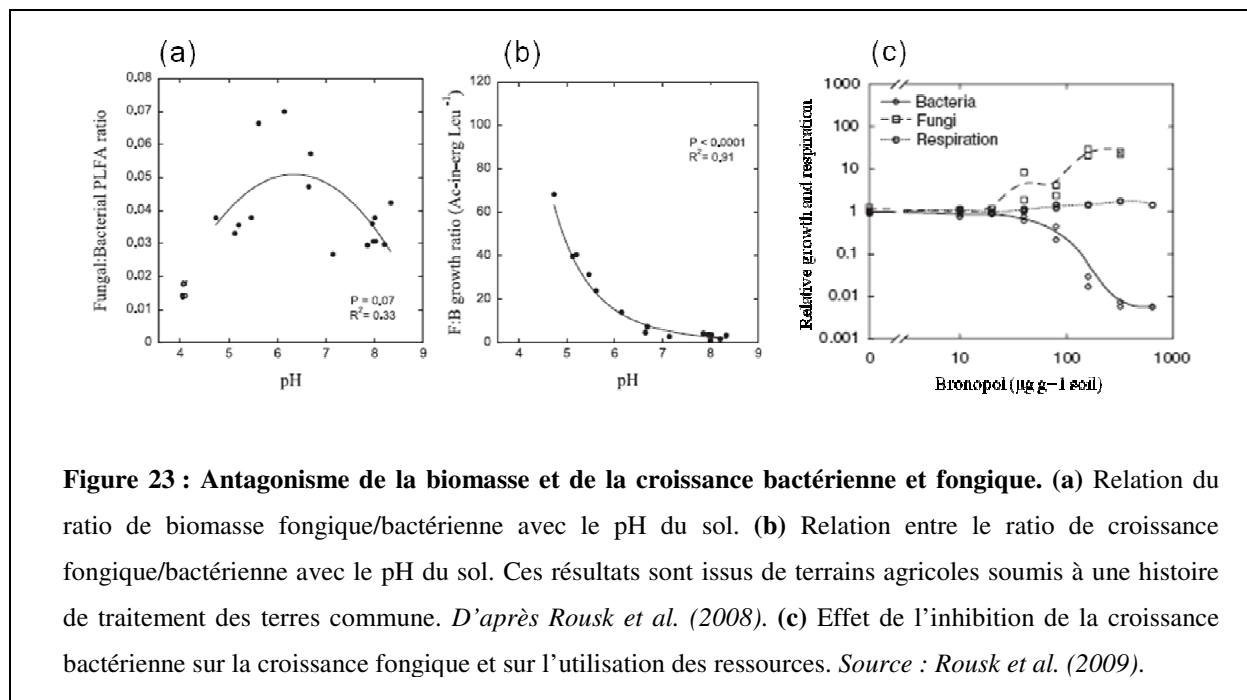 (a)
(b)
(c)
Fungal:Bacterial PLFA ratio
0.08
0.07
0.06
0.05
0.04
0.03
0.02
0.01
0
P = 0.07
R²= 0.33
4 5 6 7 8 9
pH
F:B growth ratio (Ac-in-erg Leu⁻¹)
120
100
80
60
40
20
0
P < 0.0001
R²= 0.91
4 5 6 7 8 9
pH
Relative growth and respiration
1000
100
10
1
0.1
0.01
0.001
Bacteria
Fungi
Respiration
0 10 100 1000
Bronopol (µg g−1 soil)
Figure 23 : Antagonisme de la biomasse et de la croissance bactérienne et fongique. (a) Relation du
ratio de biomasse fongique/bactérienne avec le pH du sol. (b) Relation entre le ratio de croissance
fongique/bactérienne avec le pH du sol. Ces résultats sont issus de terrains agricoles soumis à une histoire
de traitement des terres commune. D’après Rousk et al. (2008). (c) Effet de l’inhibition de la croissance
bactérienne sur la croissance fongique et sur l’utilisation des ressources. Source : Rousk et al. (2009).